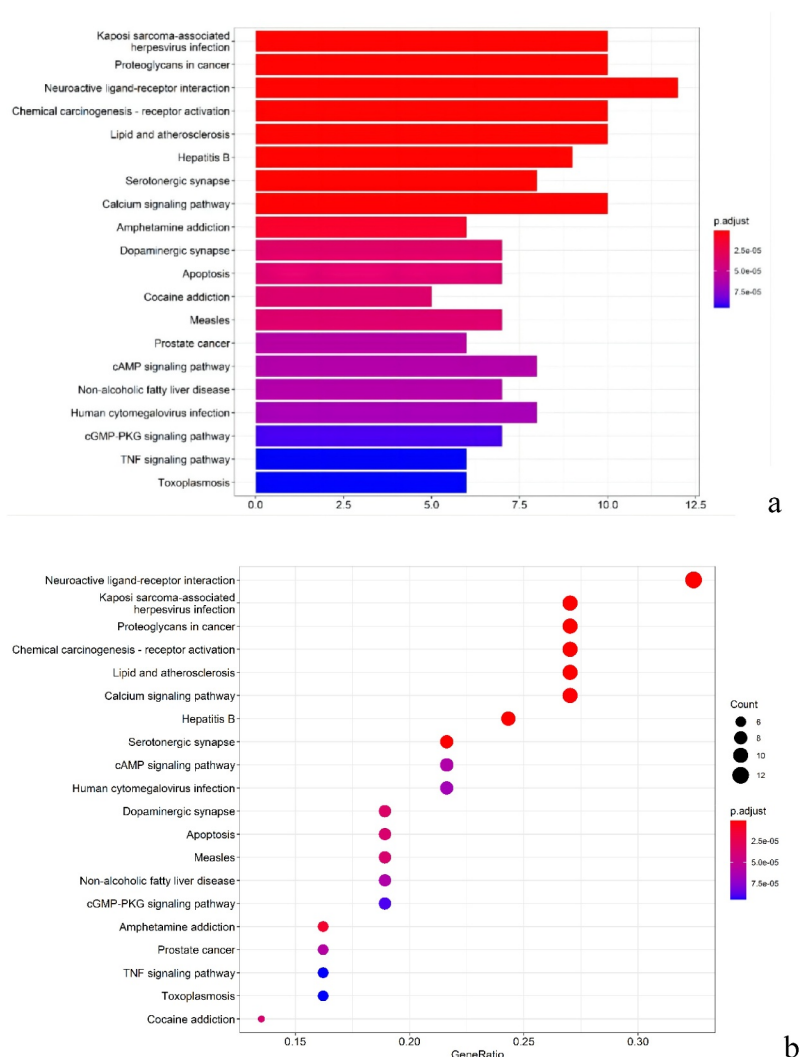 Kaposi sarcoma-associated
herpesvirus infection
Proteoglycans in cancer
Neuroactive ligand-receptor interaction
Chemical carcinogenesis - receptor activation
Lipid and atherosclerosis
Hepatitis B
Serotonergic synapse
Calcium signaling pathway
Amphetamine addiction
Dopaminergic synapse
Apoptosis
Cocaine addiction
Measles
Prostate cancer
cAMP signaling pathway
Non-alcoholic fatty liver disease
Human cytomegalovirus infection
cGMP-PKG signaling pathway
TNF signaling pathway
Toxoplasmosis
0.0 2.5 5.0 7.5 10.0 12.5
p.adjust
2.5e-05
5.0e-05
7.5e-05
a
Neuroactive ligand-receptor interaction
Kaposi sarcoma-associated
herpesvirus infection
Proteoglycans in cancer
Chemical carcinogenesis - receptor activation
Lipid and atherosclerosis
Calcium signaling pathway
Hepatitis B
Serotonergic synapse
cAMP signaling pathway
Human cytomegalovirus infection
Dopaminergic synapse
Apoptosis
Measles
Non-alcoholic fatty liver disease
cGMP-PKG signaling pathway
Amphetamine addiction
Prostate cancer
TNF signaling pathway
Toxoplasmosis
Cocaine addiction
0.15 0.20 0.25 0.30
GeneRatio
Count
6
8
10
12
p.adjust
2.5e-05
5.0e-05
7.5e-05
b